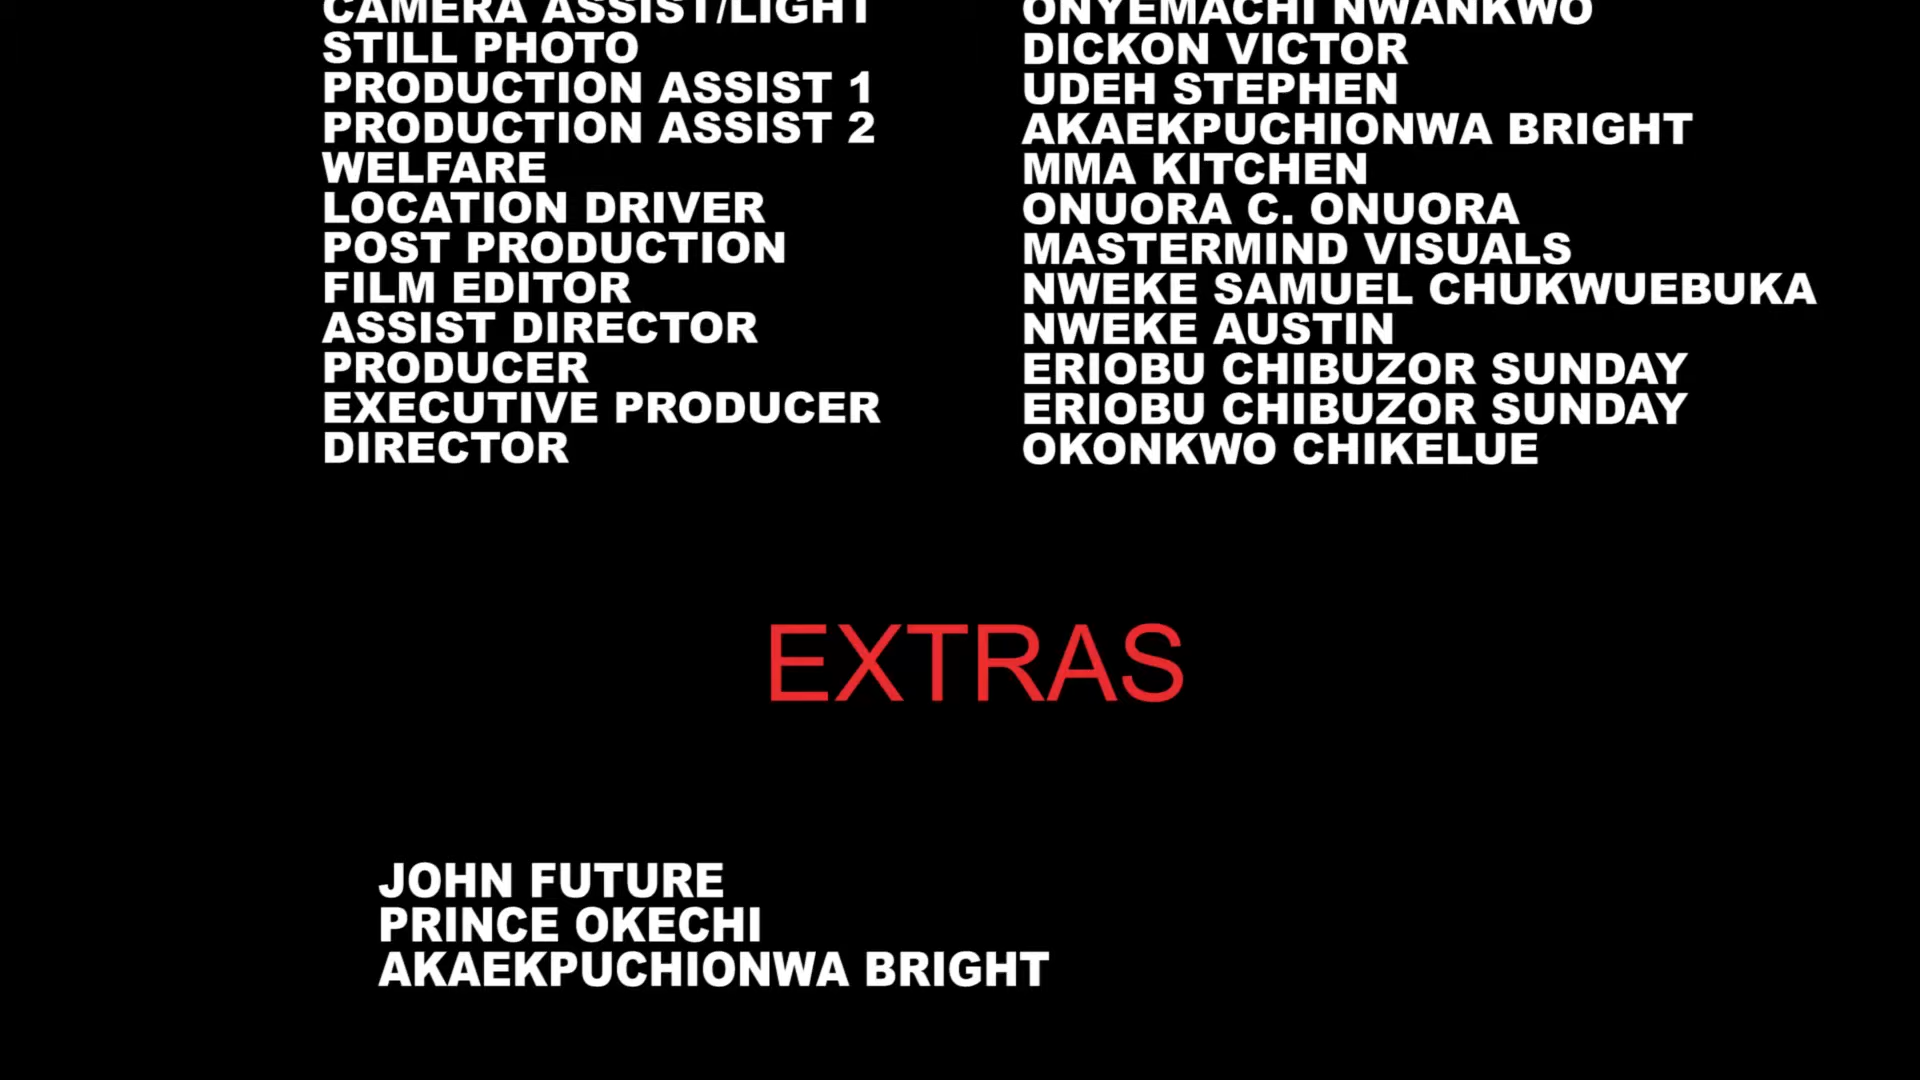 CAMERA ASSIST/LIGHT ONYEMACHI NWANKWO
STILL PHOTO DICKON VICTOR
PRODUCTION ASSIST 1 UDEH STEPHEN
PRODUCTION ASSIST 2 AKAEKPUCHIONWA BRIGHT
WELFARE MMA KITCHEN
LOCATION DRIVER ONUORA C. ONUORA
POST PRODUCTION MASTERMIND VISUALS
FILM EDITOR NWEKE SAMUEL CHUKWUEBUKA
ASSIST DIRECTOR NWEKE AUSTIN
PRODUCER ERIOBU CHIBUZOR SUNDAY
EXECUTIVE PRODUCER ERIOBU CHIBUZOR SUNDAY
DIRECTOR OKONKWO CHIKELUE
EXTRAS
JOHN FUTURE
PRINCE OKECHI
AKAEKPUCHIONWA BRIGHT